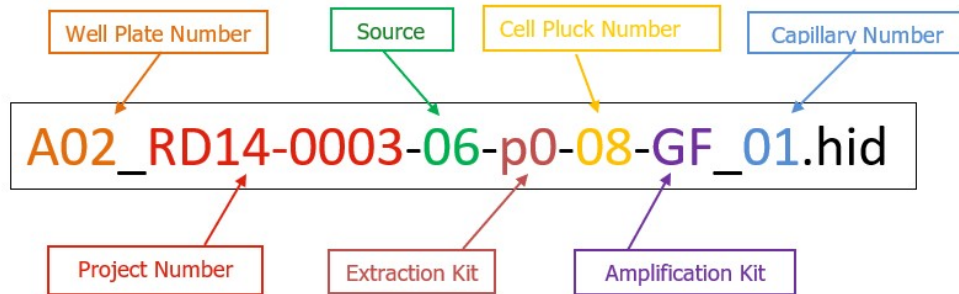 Well Plate Number
Source
Cell Pluck Number
Capillary Number
A02_RD14-0003-06-p0-08-GF_01.hid
Project Number
Extraction Kit
Amplification Kit